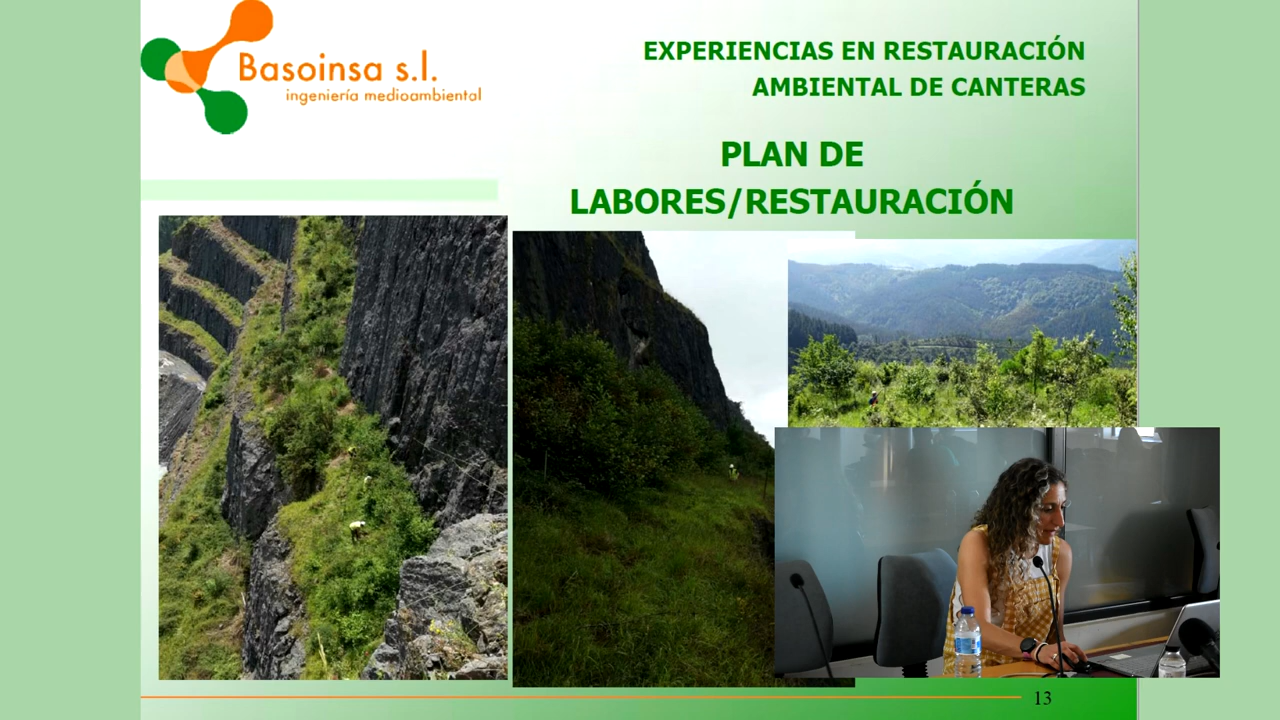 Basoinsa s.l.
ingeniería medioambiental
EXPERIENCIAS EN RESTAURACIÓN
AMBIENTAL DE CANTERAS
PLAN DE
LABORES/RESTAURACIÓN
13